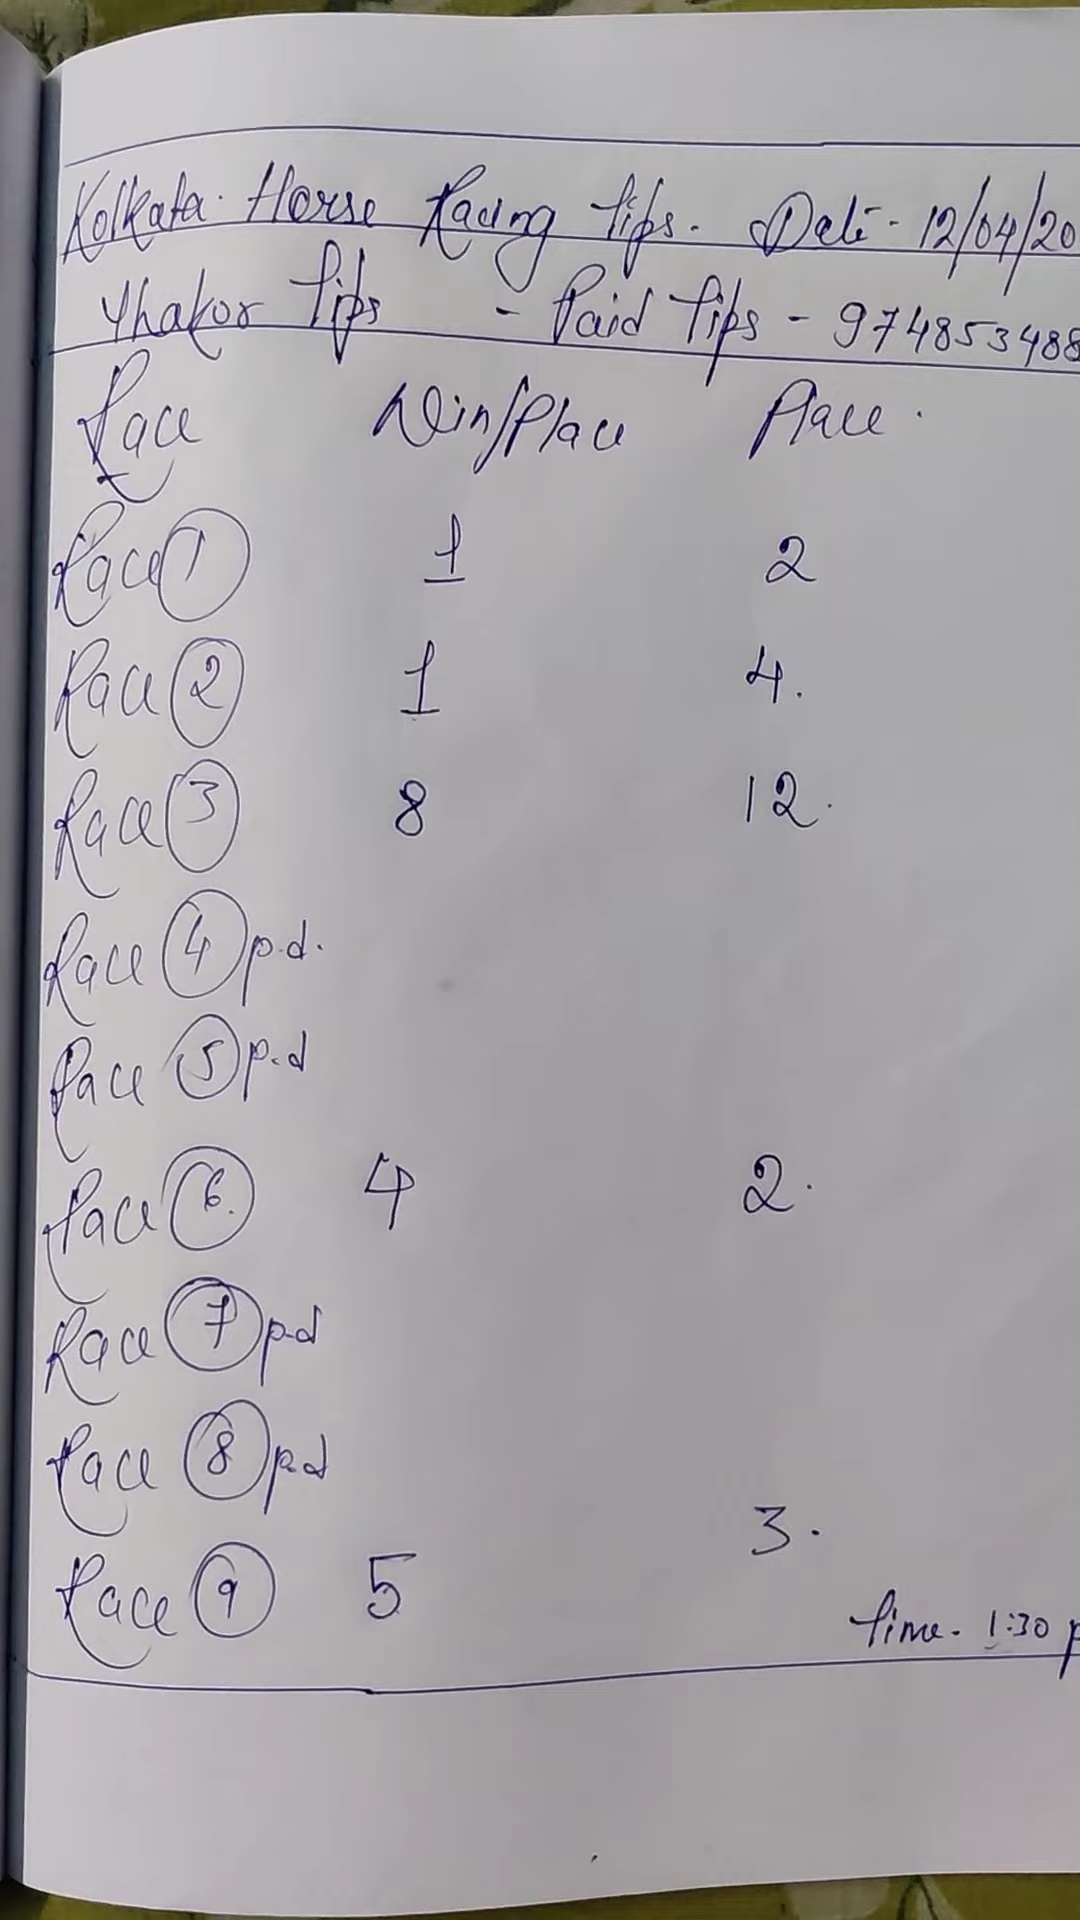 Kolkata Horse Racing Tips. Date - 12/04/20
Thakor Tips - Paid Tips - 974853488
Race Win/Place Place
Race 1 1 2
Race 2 1 4.
Race 3 8 12.
Race 4 p.d.
Race 5 p.d
Race 6. 4 2.
Race 7 p.d
Race 8 p.d
Race 9 5 3.
Time. 1:30 p